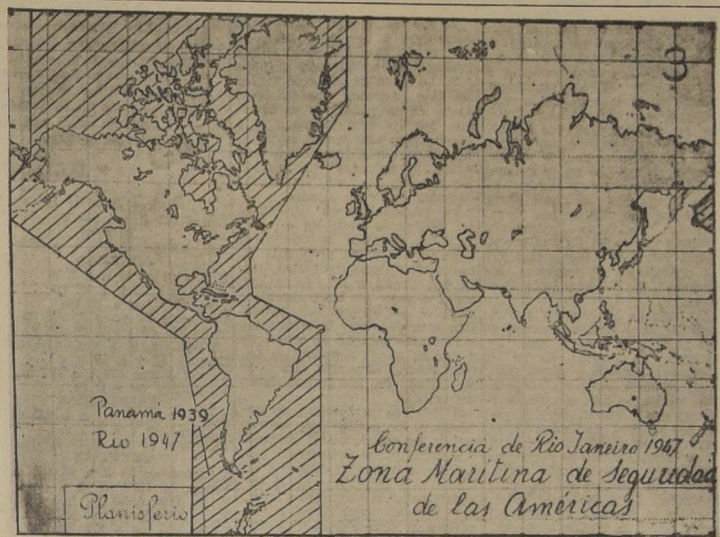 3
Panamá 1939
Rio 1947
Planisferio
Conferencia de Rio Janeiro 1947
Zona Maritina de Seguridad
de las Américas